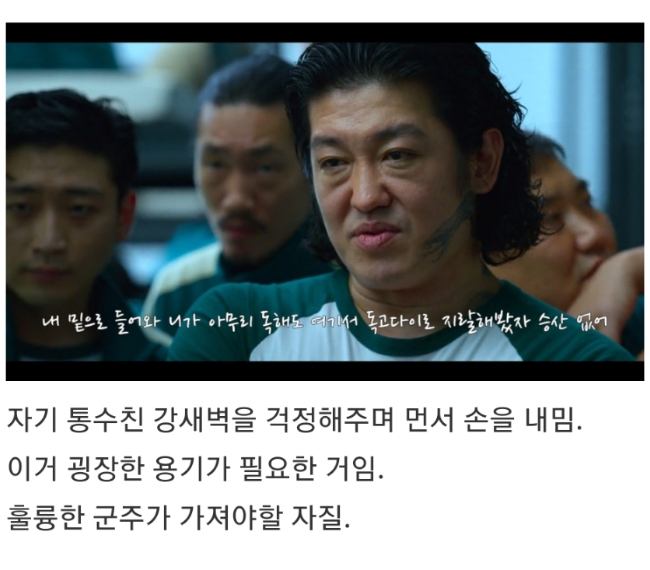 내 밑으로 들어와 니가 아무리 독해도 여기서 독고다이로 지랄해봤자 승산 없어
자기 통수친 강새벽을 걱정해주며 먼서 손을 내밈.
이거 굉장한 용기가 필요한 거임.
훌륭한 군주가 가져야할 자질.